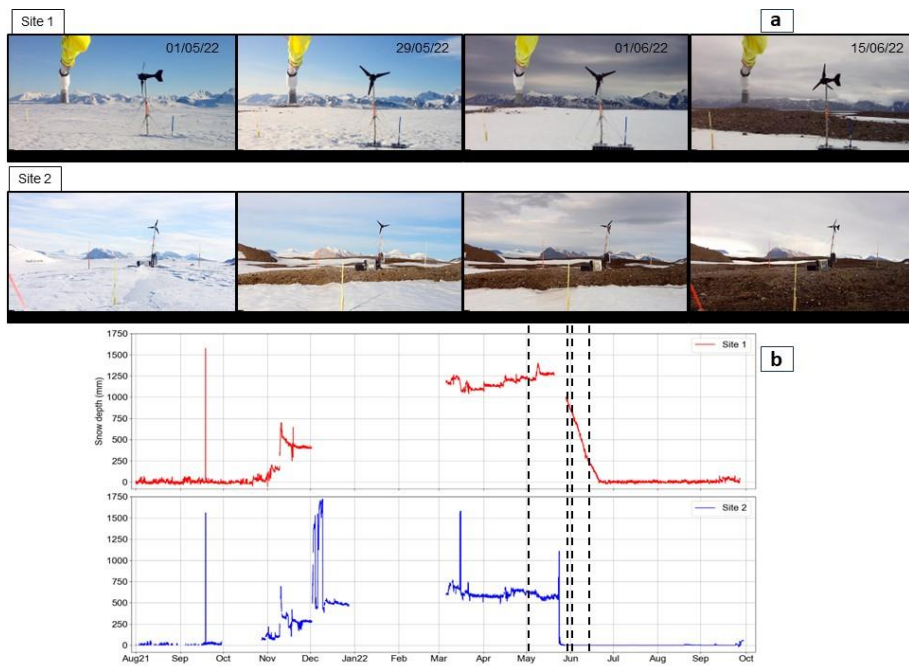 Site 1
a
01/05/22
29/05/22
01/06/22
15/06/22
Site 2
b
1750
1500
1250
1000
750
500
250
0
Snow depth (mm)
Site 1
1750
1500
1250
1000
750
500
250
0
Site 2
Aug21 Sep Oct Nov Dec Jan22 Feb Mar Apr May Jun Jul Aug Sep Oct